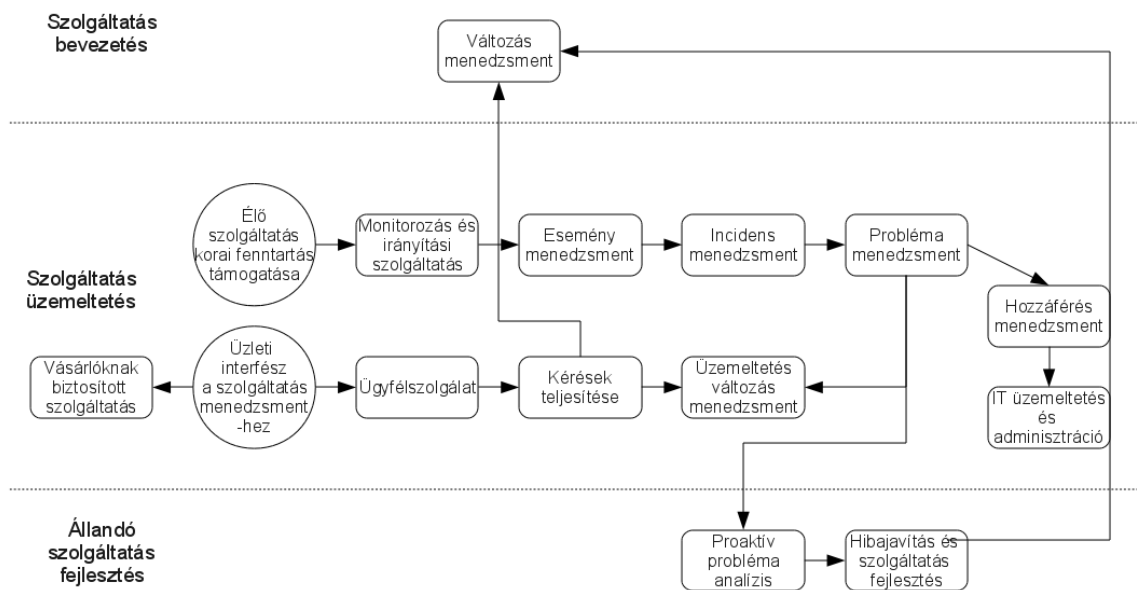 Szolgáltatás
bevezetés
Változás
menedzsment
Szolgáltatás
üzemeltetés
Élő
szolgáltatás
korai fenntartás
támogatása
Monitorozás és
irányítási
szolgáltatás
Esemény
menedzsment
Incidens
menedzsment
Probléma
menedzsment
Hozzáférés
menedzsment
Vásárlóknak
biztosított
szolgáltatás
Üzleti
interfész
a szolgáltatás
menedzsment
-hez
Ügyfélszolgálat
Kérések
teljesítése
Üzemeltetés
változás
menedzsment
IT üzemeltetés
és
adminisztráció
Állandó
szolgáltatás
fejlesztés
Proaktív
probléma
analízis
Hibajavítás és
szolgáltatás
fejlesztés